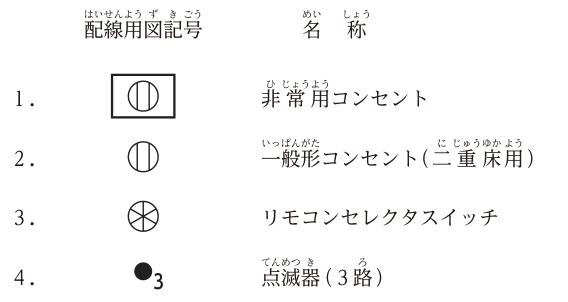 配線用図記号 名称
1. 非常用コンセント
2. 一般形コンセント(二重床用)
3. リモコンセレクタスイッチ
4. ●3 点滅器(3路)